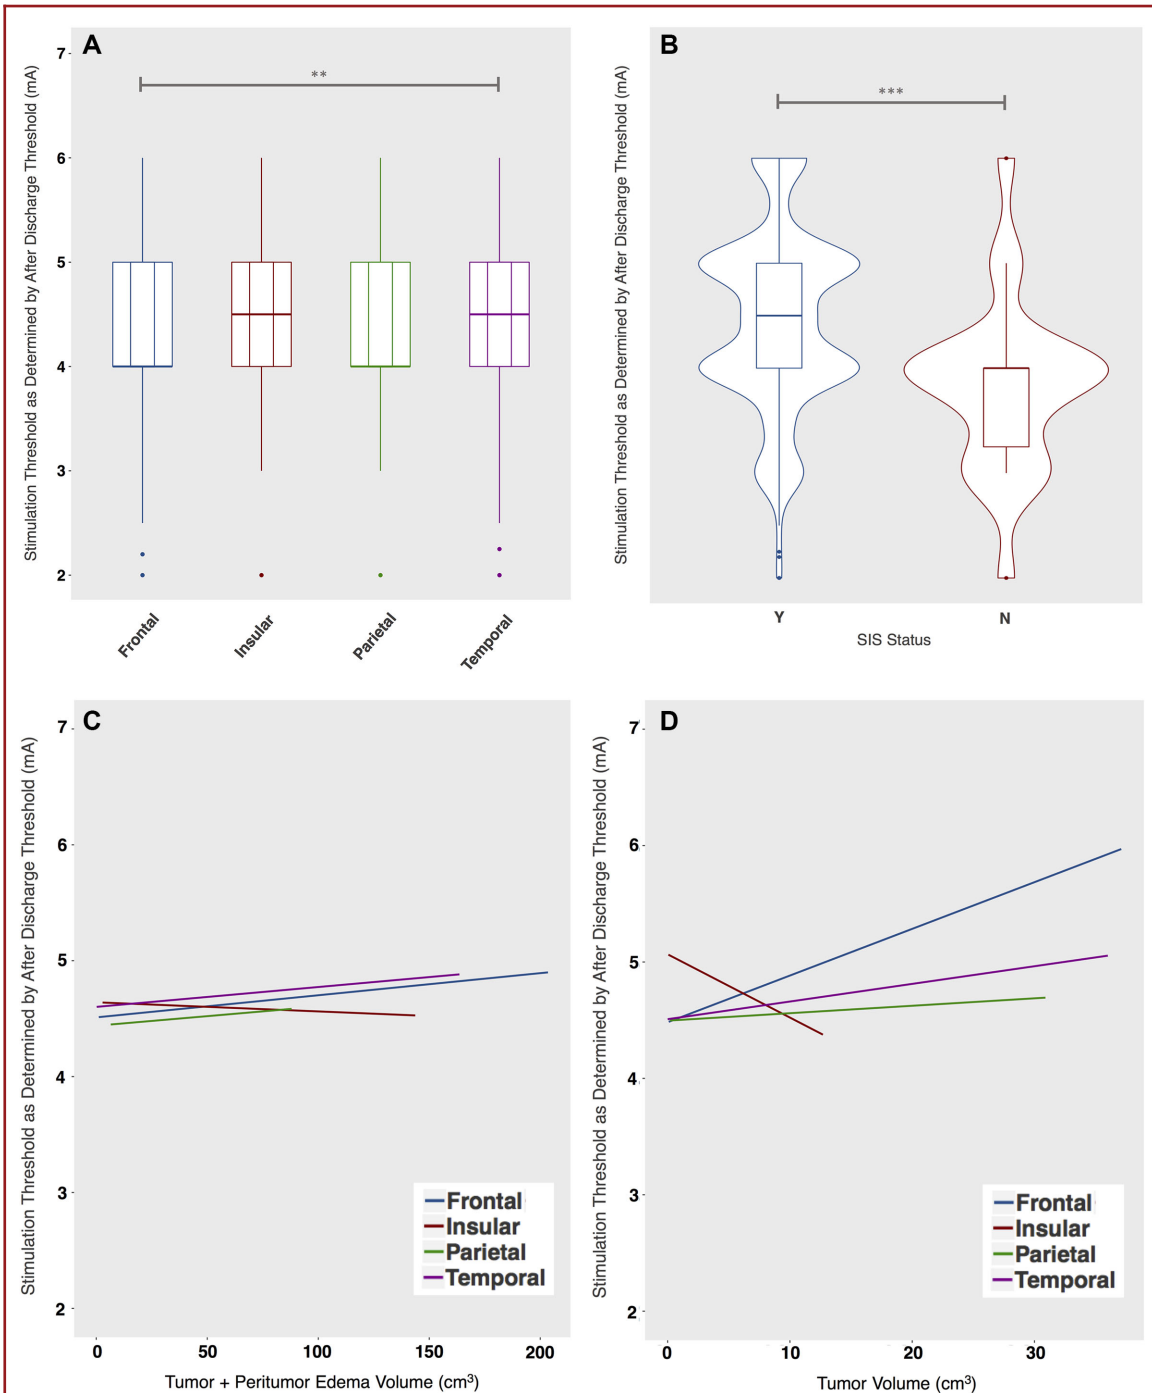 A
Stimulation Threshold as Determined by After Discharge Threshold (mA)
7
6
5
4
3
2
**
Frontal
Insular
Parietal
Temporal
B
Stimulation Threshold as Determined by After Discharge Threshold (mA)
***
Y
N
SIS Status
C
Stimulation Threshold as Determined by After Discharge Threshold (mA)
7
6
5
4
3
2
Frontal
Insular
Parietal
Temporal
0
50
100
150
200
Tumor + Peritumor Edema Volume (cm³)
D
Stimulation Threshold as Determined by After Discharge Threshold (mA)
7
6
5
4
3
2
Frontal
Insular
Parietal
Temporal
0
10
20
30
Tumor Volume (cm³)